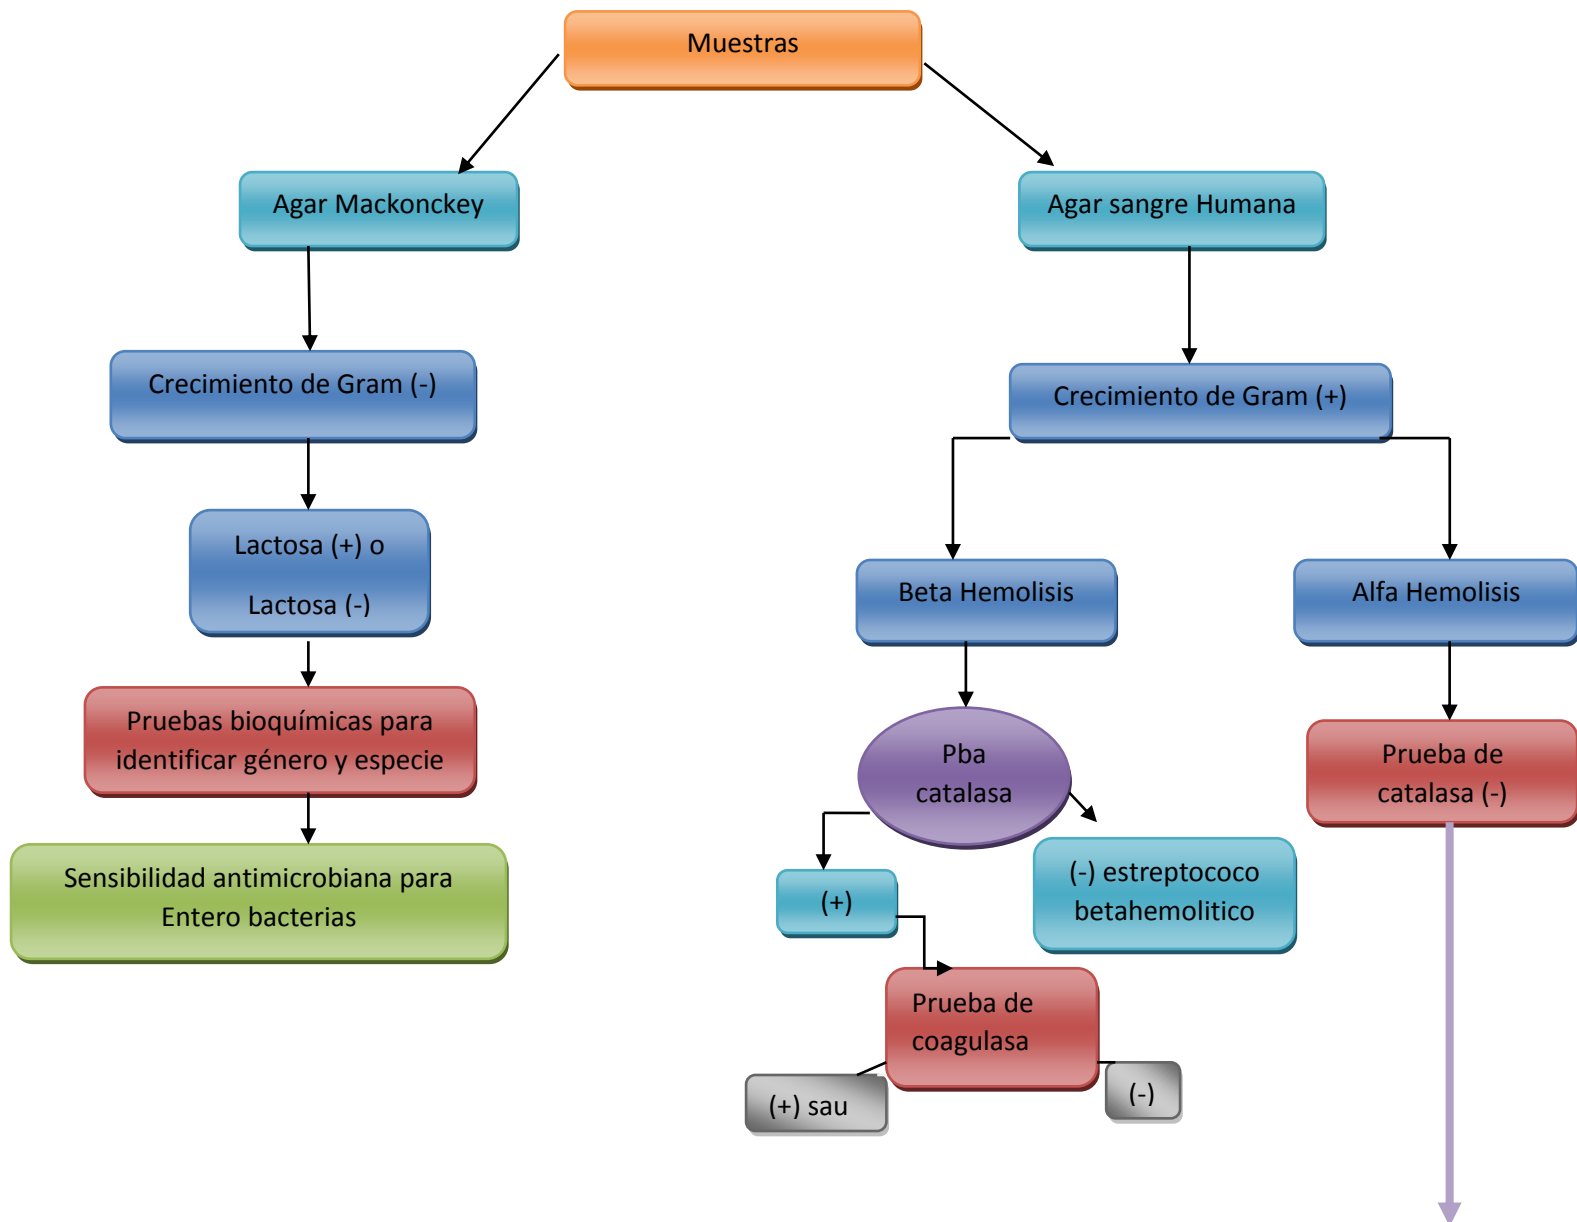 Muestras
Agar Mackonckey
Agar sangre Humana
Crecimiento de Gram (-)
Crecimiento de Gram (+)
Lactosa (+) o
Lactosa (-)
Beta Hemolisis
Alfa Hemolisis
Pruebas bioquímicas para
identificar género y especie
Pba
catalasa
Prueba de
catalasa (-)
Sensibilidad antimicrobiana para
Entero bacterias
(+)
(-) estreptococo
betahemolitico
Prueba de
coagulasa
(+) sau
(-)